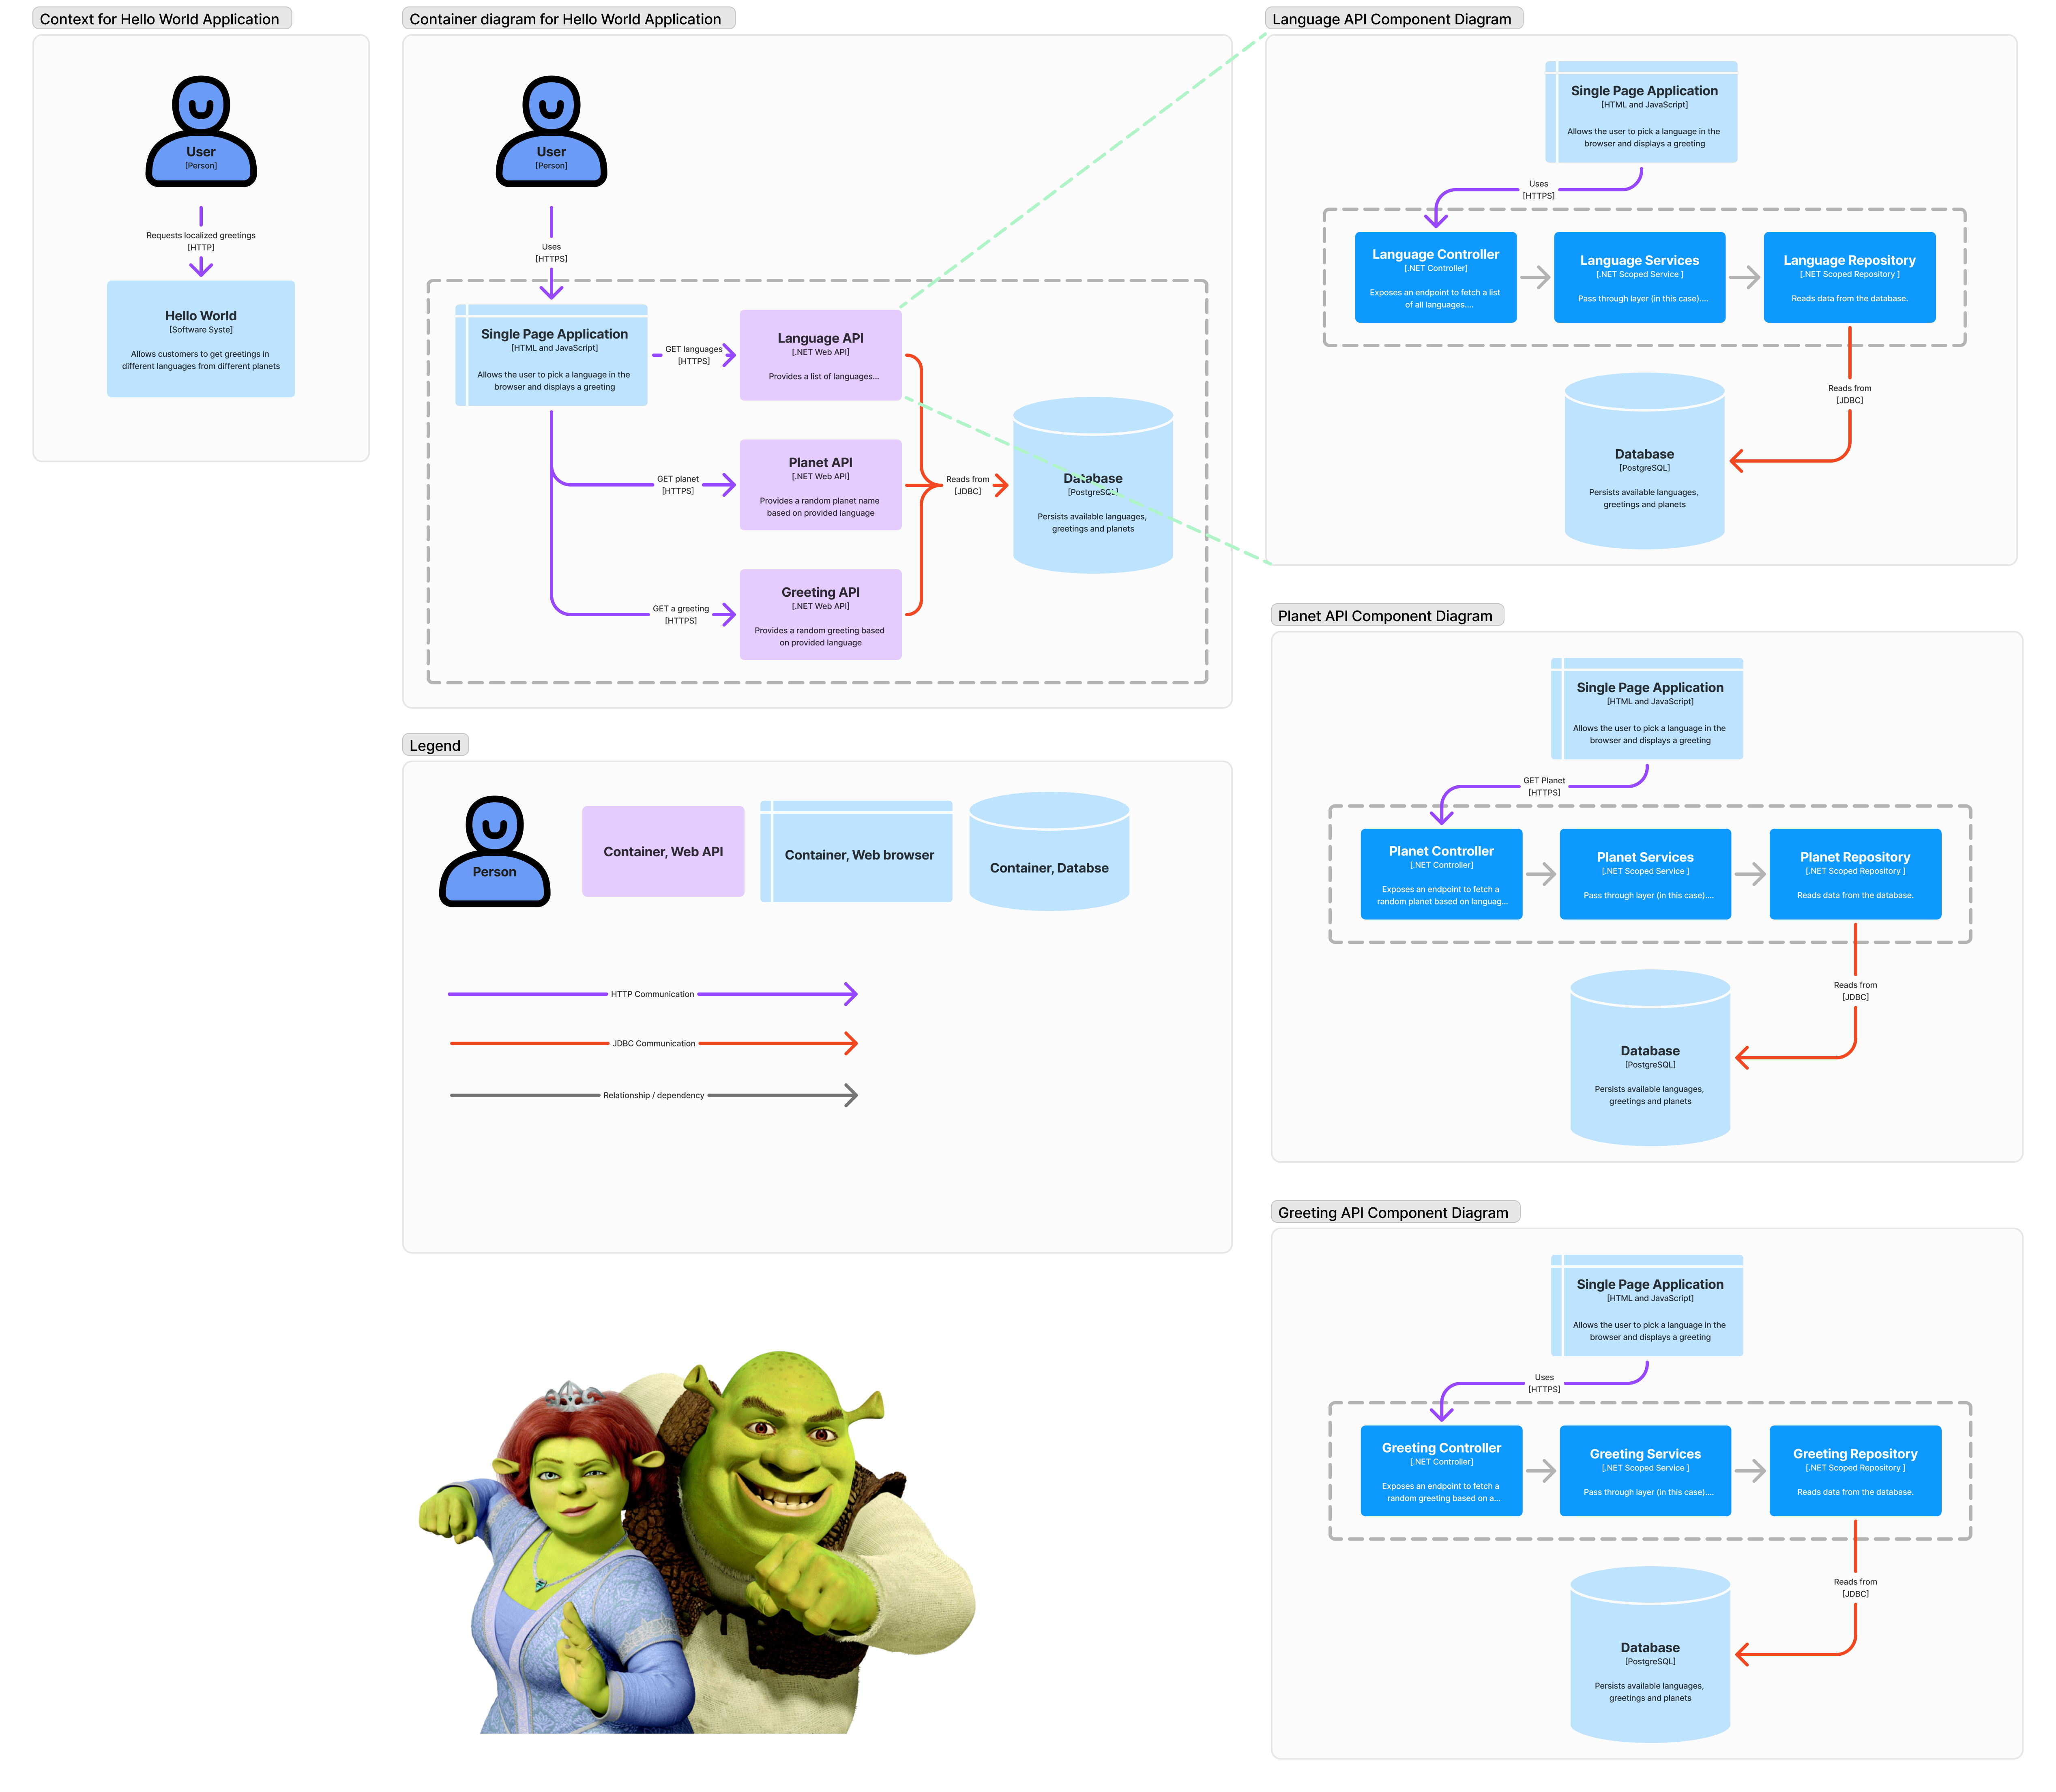 Context for Hello World Application
User
[Person]
Requests localized greetings
[HTTP]
Hello World
[Software Syste]
Allows customers to get greetings in
different languages from different planets
Container diagram for Hello World Application
User
[Person]
Uses
[HTTPS]
Single Page Application
[HTML and JavaScript]
Allows the user to pick a language in the
browser and displays a greeting
GET languages
[HTTPS]
Language API
[.NET Web API]
Provides a list of languages...
GET planet
[HTTPS]
Planet API
[.NET Web API]
Provides a random planet name
based on provided language
GET a greeting
[HTTPS]
Greeting API
[.NET Web API]
Provides a random greeting based
on provided language
Reads from
[JDBC]
Database
[PostgreSQL]
Persists available languages,
greetings and planets
Legend
Person
Container, Web API
Container, Web browser
Container, Databse
HTTP Communication
JDBC Communication
Relationship / dependency
Language API Component Diagram
Single Page Application
[HTML and JavaScript]
Allows the user to pick a language in the
browser and displays a greeting
Uses
[HTTPS]
Language Controller
[.NET Controller]
Exposes an endpoint to fetch a list
of all languages....
Language Services
[.NET Scoped Service ]
Pass through layer (in this case)....
Language Repository
[.NET Scoped Repository ]
Reads data from the database.
Reads from
[JDBC]
Database
[PostgreSQL]
Persists available languages,
greetings and planets
Planet API Component Diagram
Single Page Application
[HTML and JavaScript]
Allows the user to pick a language in the
browser and displays a greeting
GET Planet
[HTTPS]
Planet Controller
[.NET Controller]
Exposes an endpoint to fetch a
random planet based on languag...
Planet Services
[.NET Scoped Service ]
Pass through layer (in this case)....
Planet Repository
[.NET Scoped Repository ]
Reads data from the database.
Reads from
[JDBC]
Database
[PostgreSQL]
Persists available languages,
greetings and planets
Greeting API Component Diagram
Single Page Application
[HTML and JavaScript]
Allows the user to pick a language in the
browser and displays a greeting
Uses
[HTTPS]
Greeting Controller
[.NET Controller]
Exposes an endpoint to fetch a
random greeting based on a...
Greeting Services
[.NET Scoped Service ]
Pass through layer (in this case)....
Greeting Repository
[.NET Scoped Repository ]
Reads data from the database.
Reads from
[JDBC]
Database
[PostgreSQL]
Persists available languages,
greetings and planets